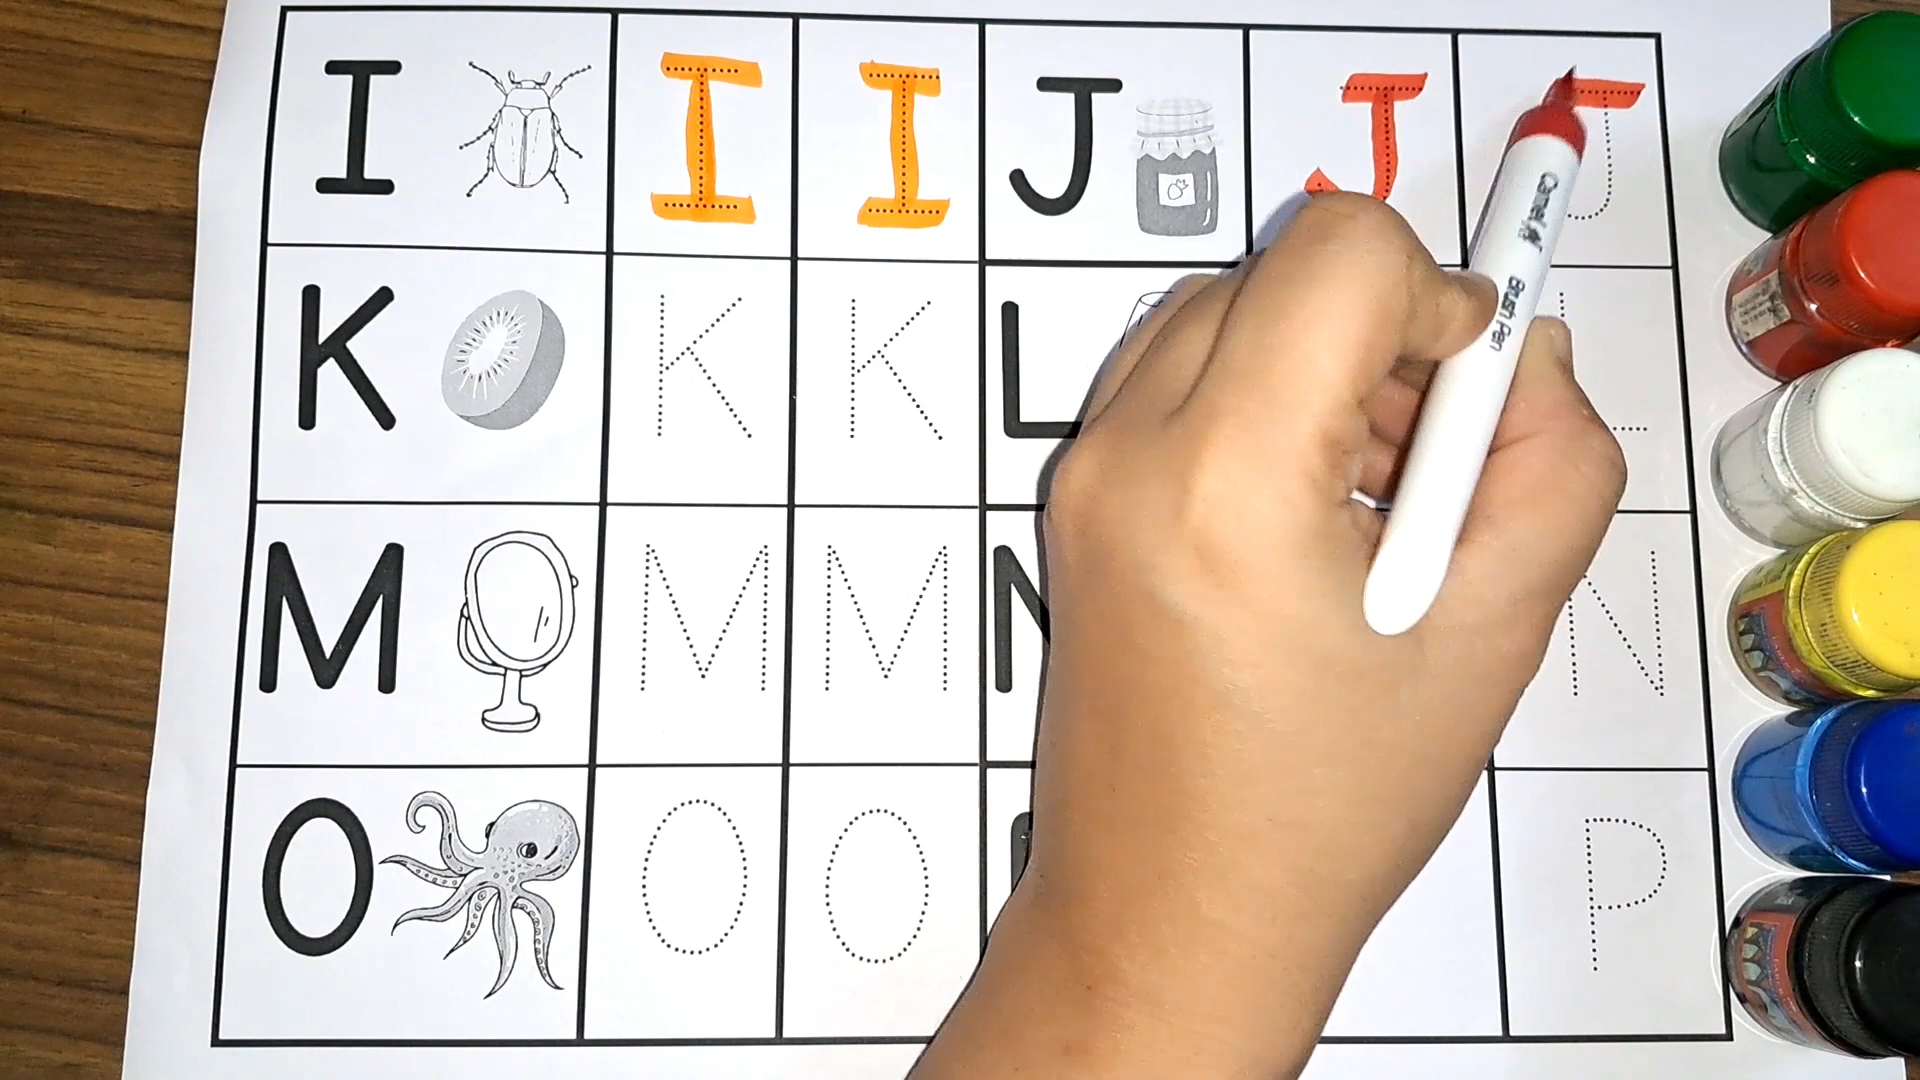 I I I J J J
K K K L L
M M M N N
O O O P
Camel
Brush Pen